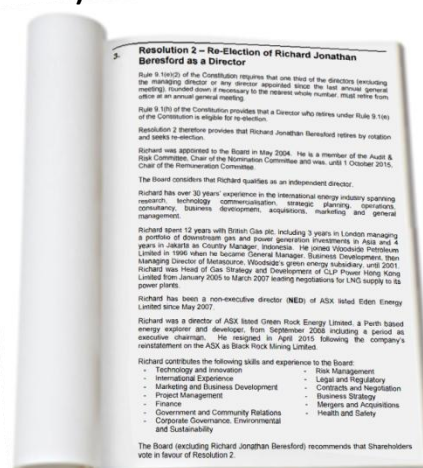 3. Resolution 2 – Re-Election of Richard Jonathan
Beresford as a Director
Rule 9.1(e)(2) of the Constitution requires that one third of the directors (excluding
the managing director or any director appointed since the last annual general
meeting), rounded down if necessary to the nearest whole number, must retire from
office at an annual general meeting.
Rule 9.1(h) of the Constitution provides that a Director who retires under Rule 9.1(e)
of the Constitution is eligible for re-election.
Resolution 2 therefore provides that Richard Jonathan Beresford retires by rotation
and seeks re-election.
Richard was appointed to the Board in May 2004. He is a member of the Audit &
Risk Committee, Chair of the Nomination Committee and was, until 1 October 2015,
Chair of the Remuneration Committee.
The Board considers that Richard qualifies as an independent director.
Richard has over 30 years' experience in the international energy industry spanning
research, technology commercialisation, strategic planning, operations,
consultancy, business development, acquisitions, marketing and general
management.
Richard spent 12 years with British Gas plc, including 3 years in London managing
a portfolio of downstream gas and power generation investments in Asia and 4
years in Jakarta as Country Manager, Indonesia. He joined Woodside Petroleum
Limited in 1996 when he became General Manager, Business Development, then
Managing Director of Metasource, Woodside's green energy subsidiary, until 2001.
Richard was Head of Gas Strategy and Development of CLP Power Hong Kong
Limited from January 2005 to March 2007 leading negotiations for LNG supply to its
power plants.
Richard has been a non-executive director (NED) of ASX listed Eden Energy
Limited since May 2007.
Richard was a director of ASX listed Green Rock Energy Limited, a Perth based
energy explorer and developer, from September 2008 including a period as
executive chairman. He resigned in April 2015 following the company's
reinstatement on the ASX as Black Rock Mining Limited.
Richard contributes the following skills and experience to the Board:
- Technology and Innovation
- International Experience
- Marketing and Business Development
- Project Management
- Finance
- Government and Community Relations
- Corporate Governance, Environmental
and Sustainability
- Risk Management
- Legal and Regulatory
- Contracts and Negotiation
- Business Strategy
- Mergers and Acquisitions
- Health and Safety
The Board (excluding Richard Jonathan Beresford) recommends that Shareholders
vote in favour of Resolution 2.